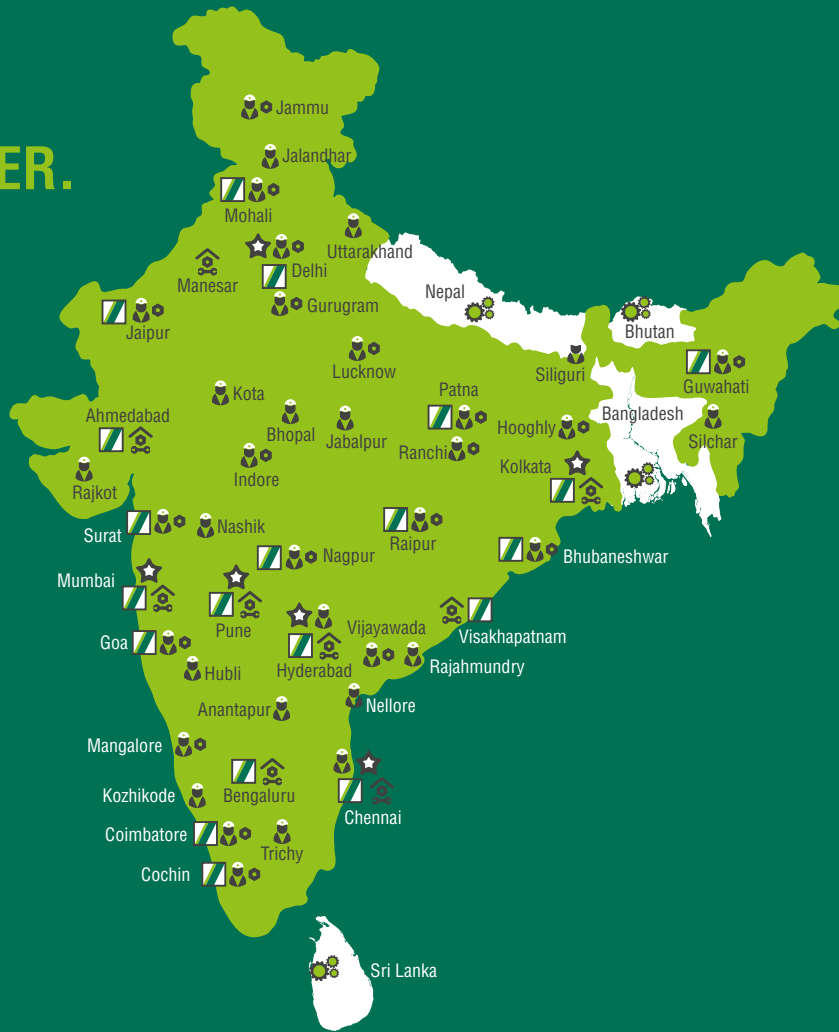 Jammu
ER.
Jalandhar
Mohali
Uttarakhand
Delhi
Manesar
Nepal
Gurugram
Jaipur
Bhutan
Lucknow
Siliguri
Guwahati
Patna
Kota
Ahmedabad
Bhopal
Jabalpur
Bangladesh
Hooghly
Silchar
Ranchi
Kolkata
Indore
Rajkot
Surat
Nashik
Raipur
Nagpur
Bhubaneshwar
Mumbai
Pune
Vijayawada
Visakhapatnam
Goa
Hyderabad
Rajahmundry
Hubli
Anantapur
Nellore
Mangalore
Kozhikode
Bengaluru
Chennai
Coimbatore
Trichy
Cochin
Sri Lanka